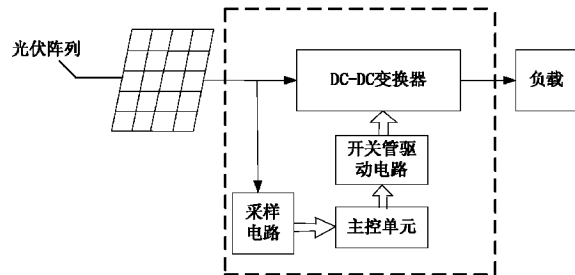 光伏阵列
DC-DC变换器
负载
开关管驱
动电路
采样
电路
主控单元